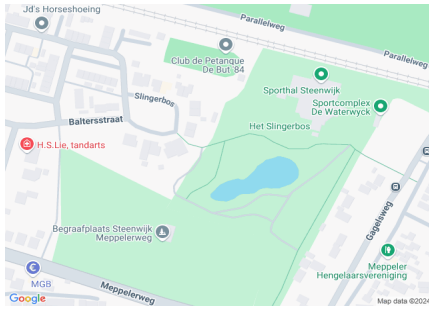 Jd's Horseshoeing
Parallelweg
Parallelweg
Club de Petanque
De But '84
Sporthal Steenwijk
Slingerbos
Sportcomplex
De Waterwyck
Baltersstraat
Het Slingerbos
H.S.Lie, tandarts
Gagelsweg
Begraafplaats Steenwijk
Meppelerweg
Meppeler
Hengelaarsvereniging
MGB
Meppelerweg
Google
Map data ©2024